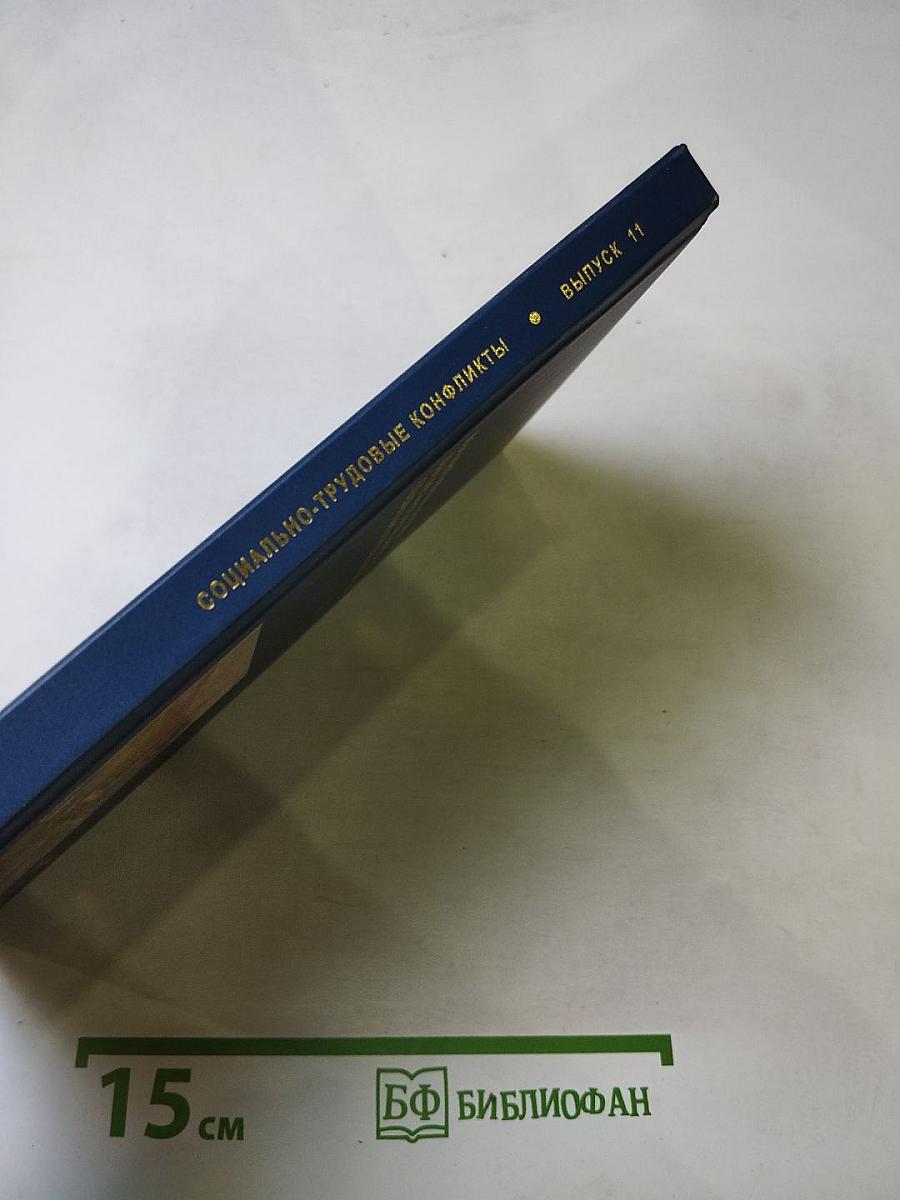 СОЦИАЛЬНО-ТРУДОВЫЕ КОНФЛИКТЫ ВЫПУСК 11
15 см
БФ БИБЛИОФАН